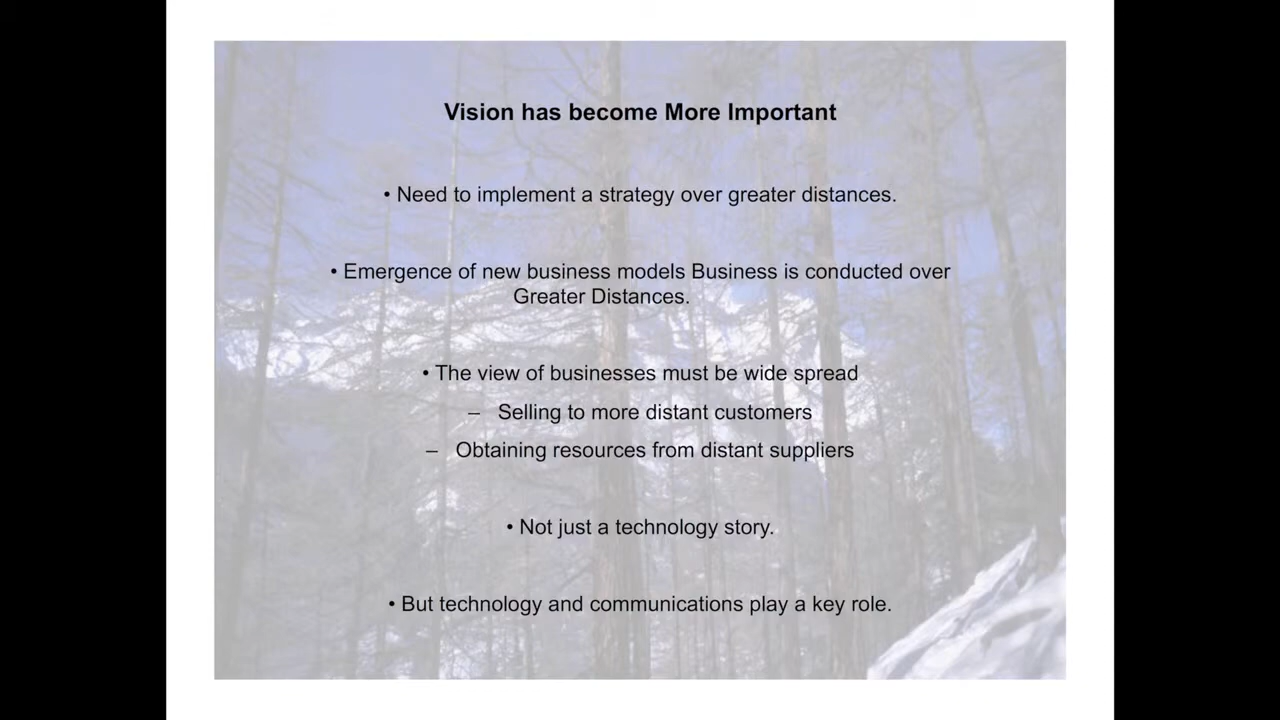 Vision has become More Important
• Need to implement a strategy over greater distances.
• Emergence of new business models Business is conducted over
Greater Distances.
• The view of businesses must be wide spread
– Selling to more distant customers
– Obtaining resources from distant suppliers
• Not just a technology story.
• But technology and communications play a key role.